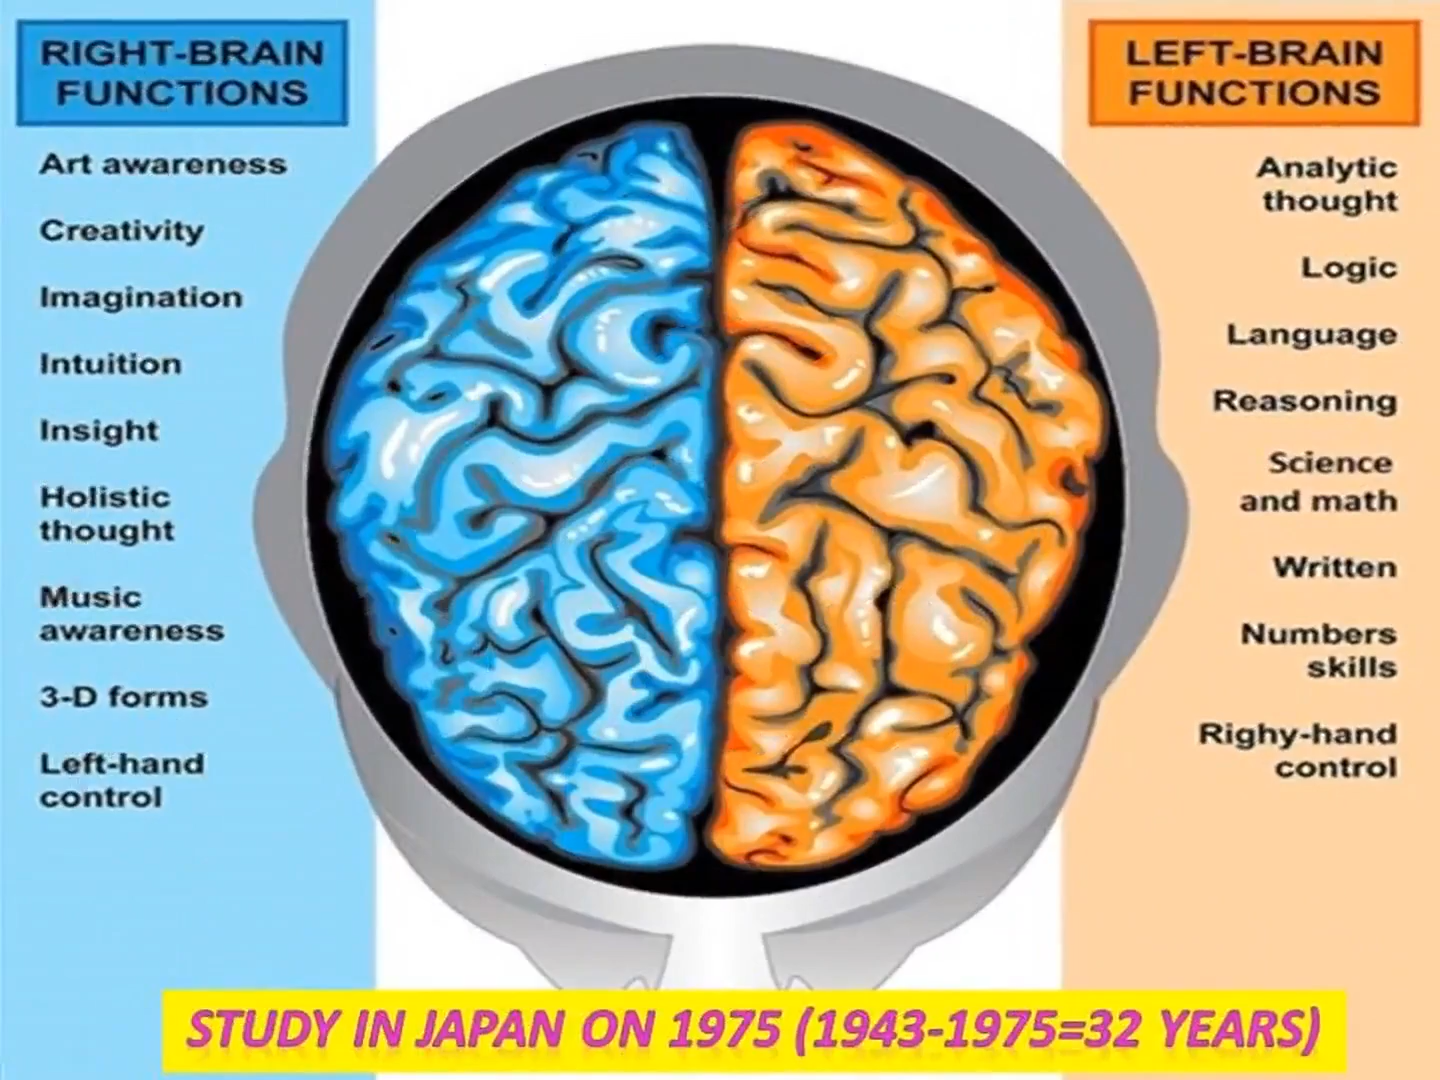 RIGHT-BRAIN
FUNCTIONS
Art awareness
Creativity
Imagination
Intuition
Insight
Holistic
thought
Music
awareness
3-D forms
Left-hand
control
LEFT-BRAIN
FUNCTIONS
Analytic
thought
Logic
Language
Reasoning
Science
and math
Written
Numbers
skills
Righy-hand
control
STUDY IN JAPAN ON 1975 (1943-1975=32 YEARS)